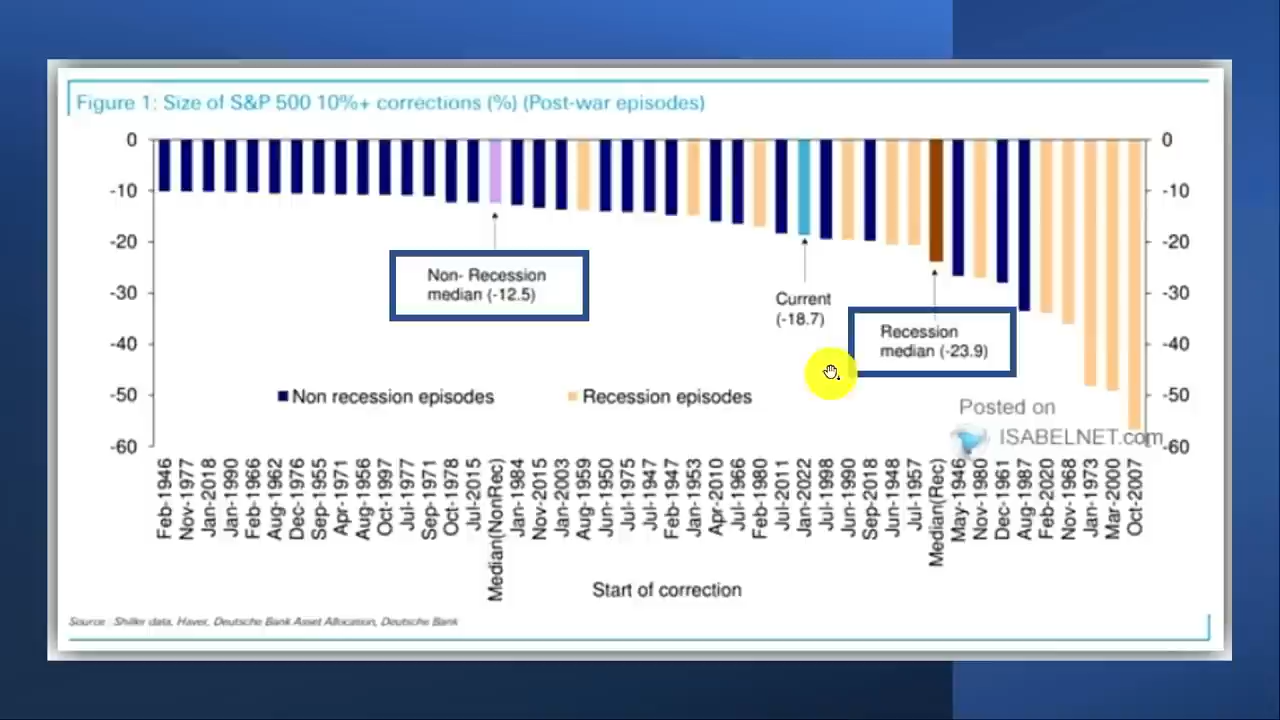 Figure 1: Size of S&P 500 10%+ corrections (%) (Post-war episodes)
0
-10
-20
-30
-40
-50
-60
0
-10
-20
-30
-40
-50
-60
Non- Recession
median (-12.5)
Current
(-18.7)
Recession
median (-23.9)
Non recession episodes
Recession episodes
Posted on
ISABELNET.com
Feb-1946
Nov-1977
Jan-2018
Jan-1990
Feb-1966
Aug-1962
Dec-1976
Sep-1955
Apr-1971
Aug-1956
Oct-1997
Jul-1977
Sep-1971
Oct-1978
Jul-2015
Median(NonRec)
Jan-1984
Nov-2015
Jan-2003
Aug-1959
Jun-1950
Jul-1975
Jul-1947
Feb-1947
Jan-1953
Apr-2010
Jul-1966
Feb-1980
Jul-2011
Jan-2022
Jul-1998
Jun-1990
Sep-2018
Jun-1948
Jul-1957
Median(Rec)
May-1946
Nov-1980
Dec-1961
Aug-1987
Feb-2020
Nov-1968
Jan-1973
Mar-2000
Oct-2007
Start of correction
Source : Shiller data, Haver, Deutsche Bank Asset Allocation, Deutsche Bank